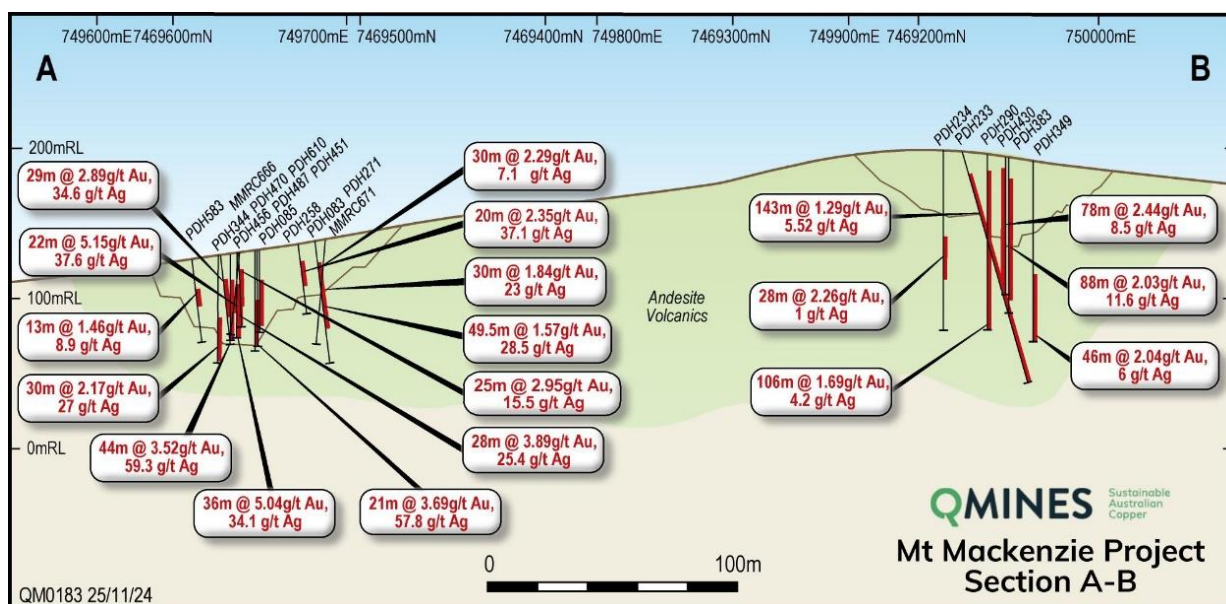 749600mE 7469600mN 749700mE 7469500mN 7469400mN 749800mE 7469300mN 749900mE 7469200mN 750000mE
A
B
200mRL
100mRL
0mRL
PDH583
MMRC666
PDH344
PDH470
PDH610
PDH456
PDH487
PDH451
PDH085
PDH258
PDH083
PDH271
MMRC671
PDH234
PDH233
PDH290
PDH430
PDH383
PDH349
29m @ 2.89g/t Au,
34.6 g/t Ag
22m @ 5.15g/t Au,
37.6 g/t Ag
13m @ 1.46g/t Au,
8.9 g/t Ag
30m @ 2.17g/t Au,
27 g/t Ag
44m @ 3.52g/t Au,
59.3 g/t Ag
36m @ 5.04g/t Au,
34.1 g/t Ag
21m @ 3.69g/t Au,
57.8 g/t Ag
30m @ 2.29g/t Au,
7.1 g/t Ag
20m @ 2.35g/t Au,
37.1 g/t Ag
30m @ 1.84g/t Au,
23 g/t Ag
49.5m @ 1.57g/t Au,
28.5 g/t Ag
25m @ 2.95g/t Au,
15.5 g/t Ag
28m @ 3.89g/t Au,
25.4 g/t Ag
Andesite
Volcanics
143m @ 1.29g/t Au,
5.52 g/t Ag
28m @ 2.26g/t Au,
1 g/t Ag
106m @ 1.69g/t Au,
4.2 g/t Ag
78m @ 2.44g/t Au,
8.5 g/t Ag
88m @ 2.03g/t Au,
11.6 g/t Ag
46m @ 2.04g/t Au,
6 g/t Ag
QMINES
Sustainable
Australian
Copper
Mt Mackenzie Project
Section A-B
0 100m
QM0183 25/11/24